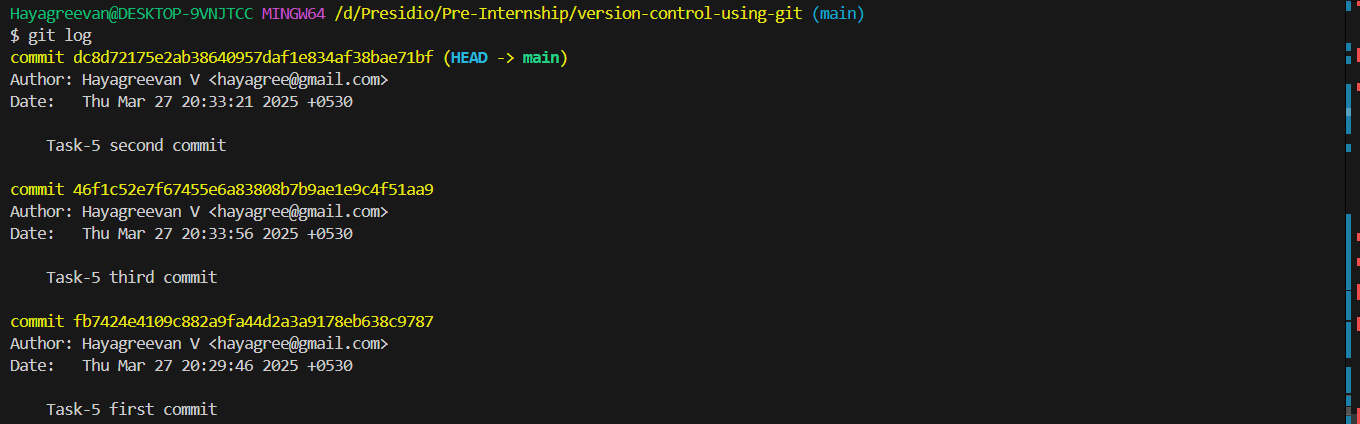 Hayagreevan@DESKTOP-9VNJTCC MINGW64 /d/Presidio/Pre-Internship/version-control-using-git (main)
$ git log
commit dc8d72175e2ab38640957daf1e834af38bae71bf (HEAD -> main)
Author: Hayagreevan V <hayagree@gmail.com>
Date:   Thu Mar 27 20:33:21 2025 +0530
    Task-5 second commit
commit 46f1c52e7f67455e6a83808b7b9ae1e9c4f51aa9
Author: Hayagreevan V <hayagree@gmail.com>
Date:   Thu Mar 27 20:33:56 2025 +0530
    Task-5 third commit
commit fb7424e4109c882a9fa44d2a3a9178eb638c9787
Author: Hayagreevan V <hayagree@gmail.com>
Date:   Thu Mar 27 20:29:46 2025 +0530
    Task-5 first commit